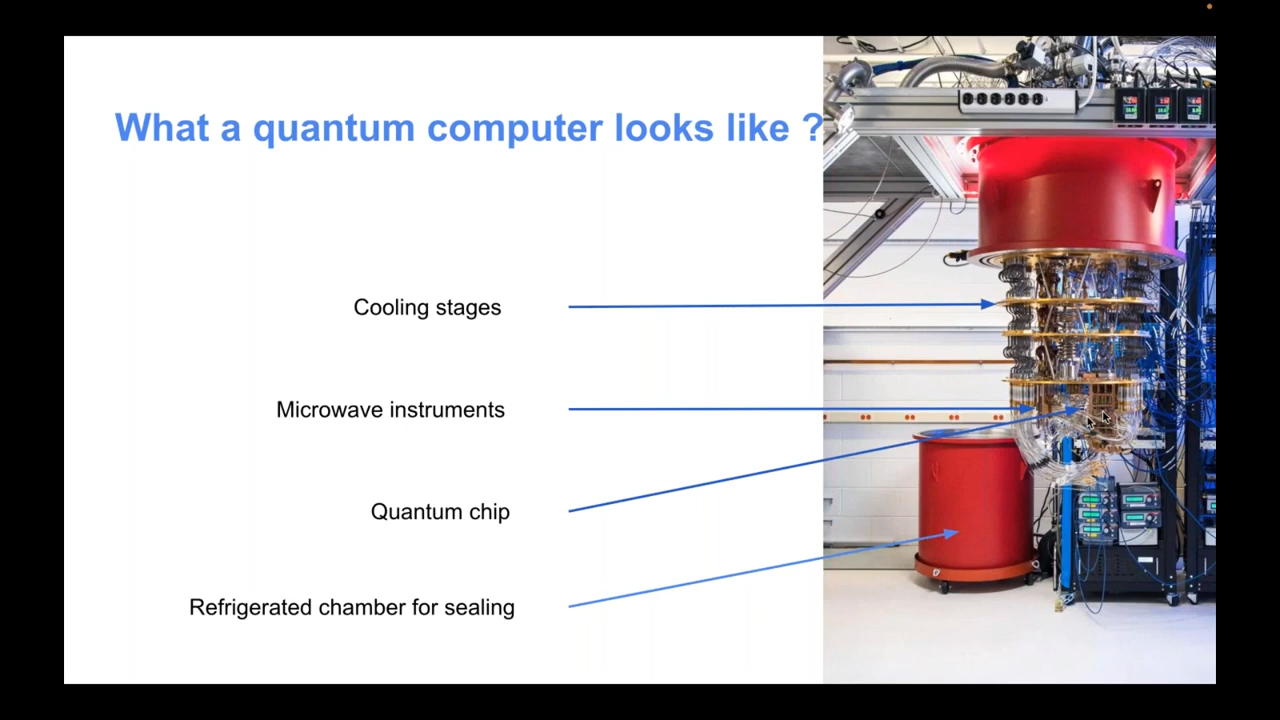 What a quantum computer looks like ?
Cooling stages
Microwave instruments
Quantum chip
Refrigerated chamber for sealing